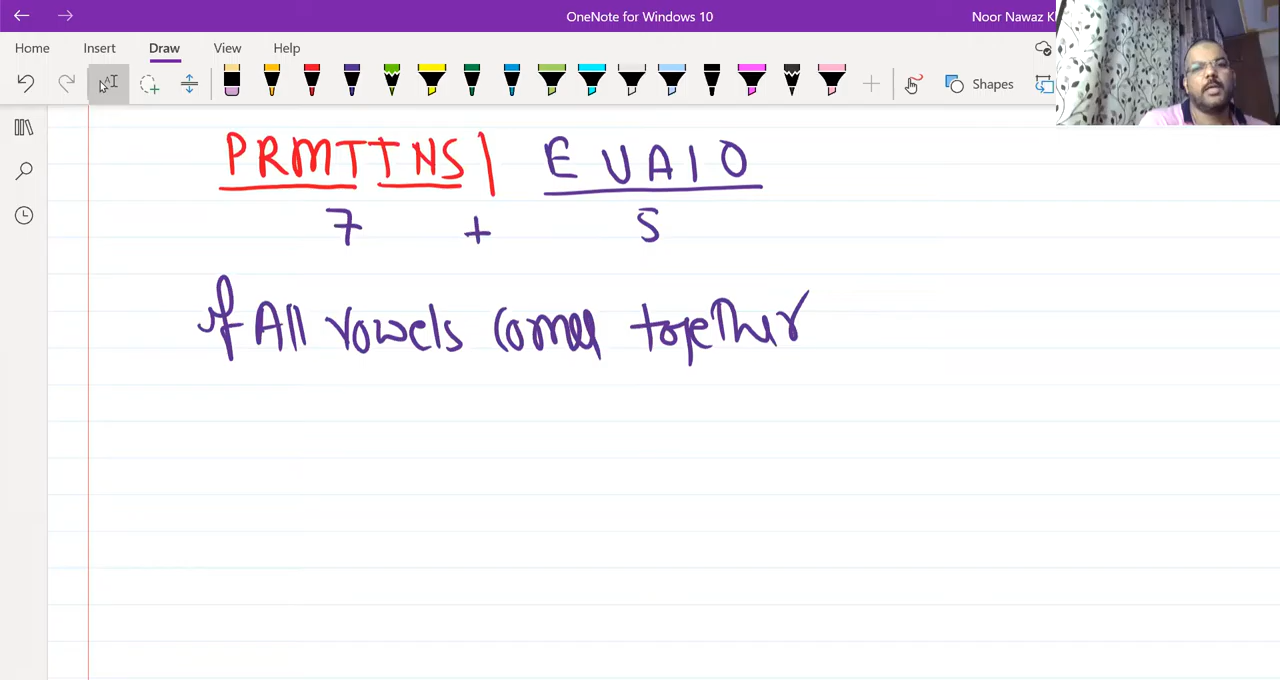 OneNote for Windows 10
Noor Nawaz Kh
Home Insert Draw View Help
Shapes
PRMTTNS| EUAIO
7 + 5
if All vowels comes together